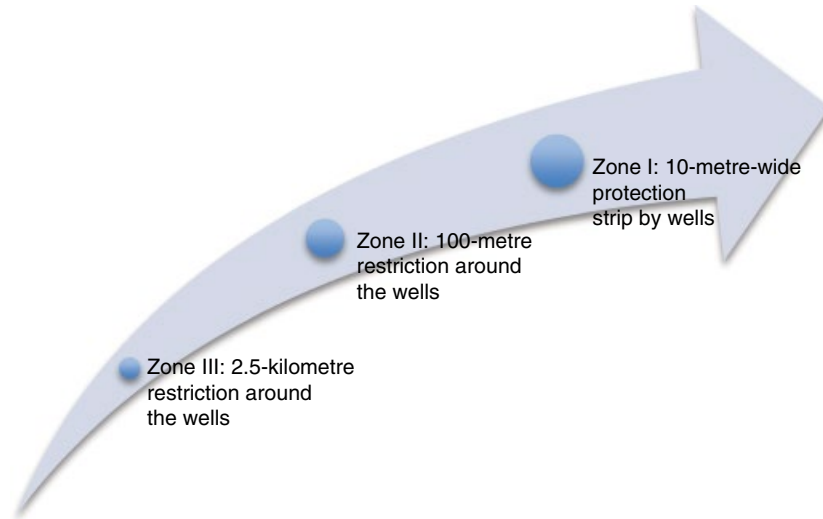 Zone I: 10-metre-wide
protection
strip by wells
Zone II: 100-metre
restriction around
the wells
Zone III: 2.5-kilometre
restriction around
the wells